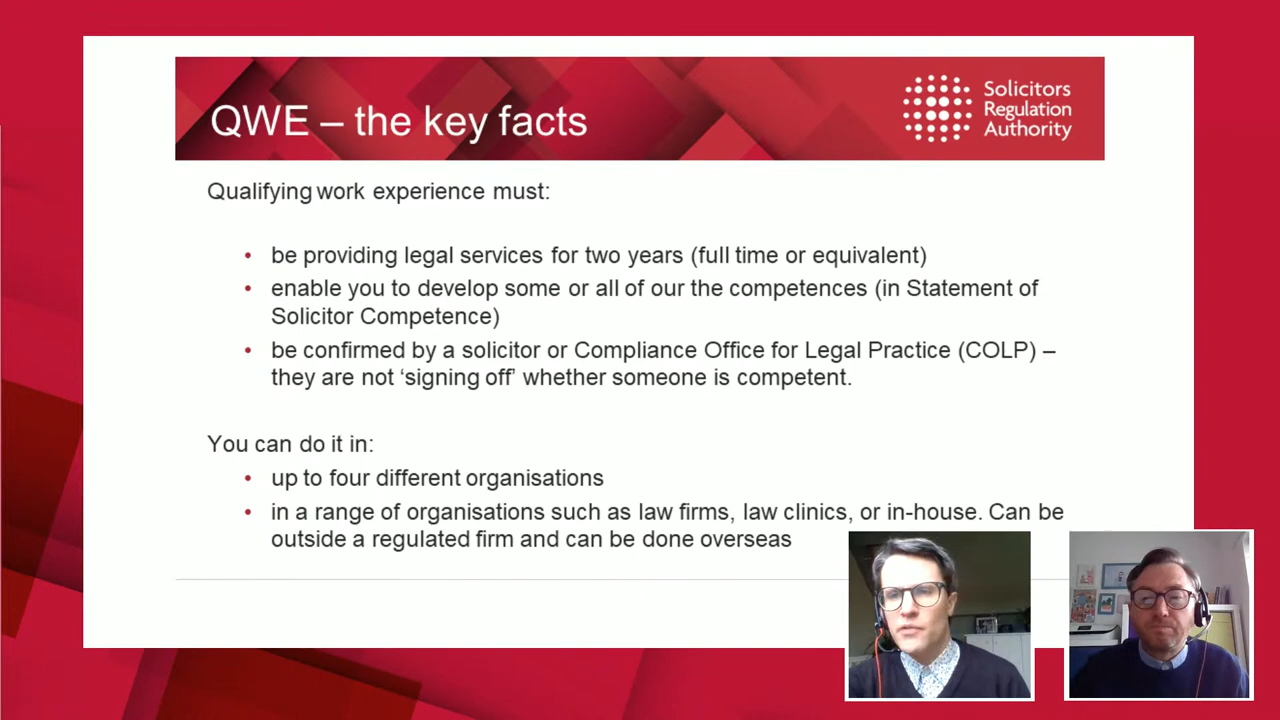 QWE – the key facts
Solicitors
Regulation
Authority
Qualifying work experience must:
• be providing legal services for two years (full time or equivalent)
• enable you to develop some or all of our the competences (in Statement of
Solicitor Competence)
• be confirmed by a solicitor or Compliance Office for Legal Practice (COLP) –
they are not ‘signing off’ whether someone is competent.
You can do it in:
• up to four different organisations
• in a range of organisations such as law firms, law clinics, or in-house. Can be
outside a regulated firm and can be done overseas